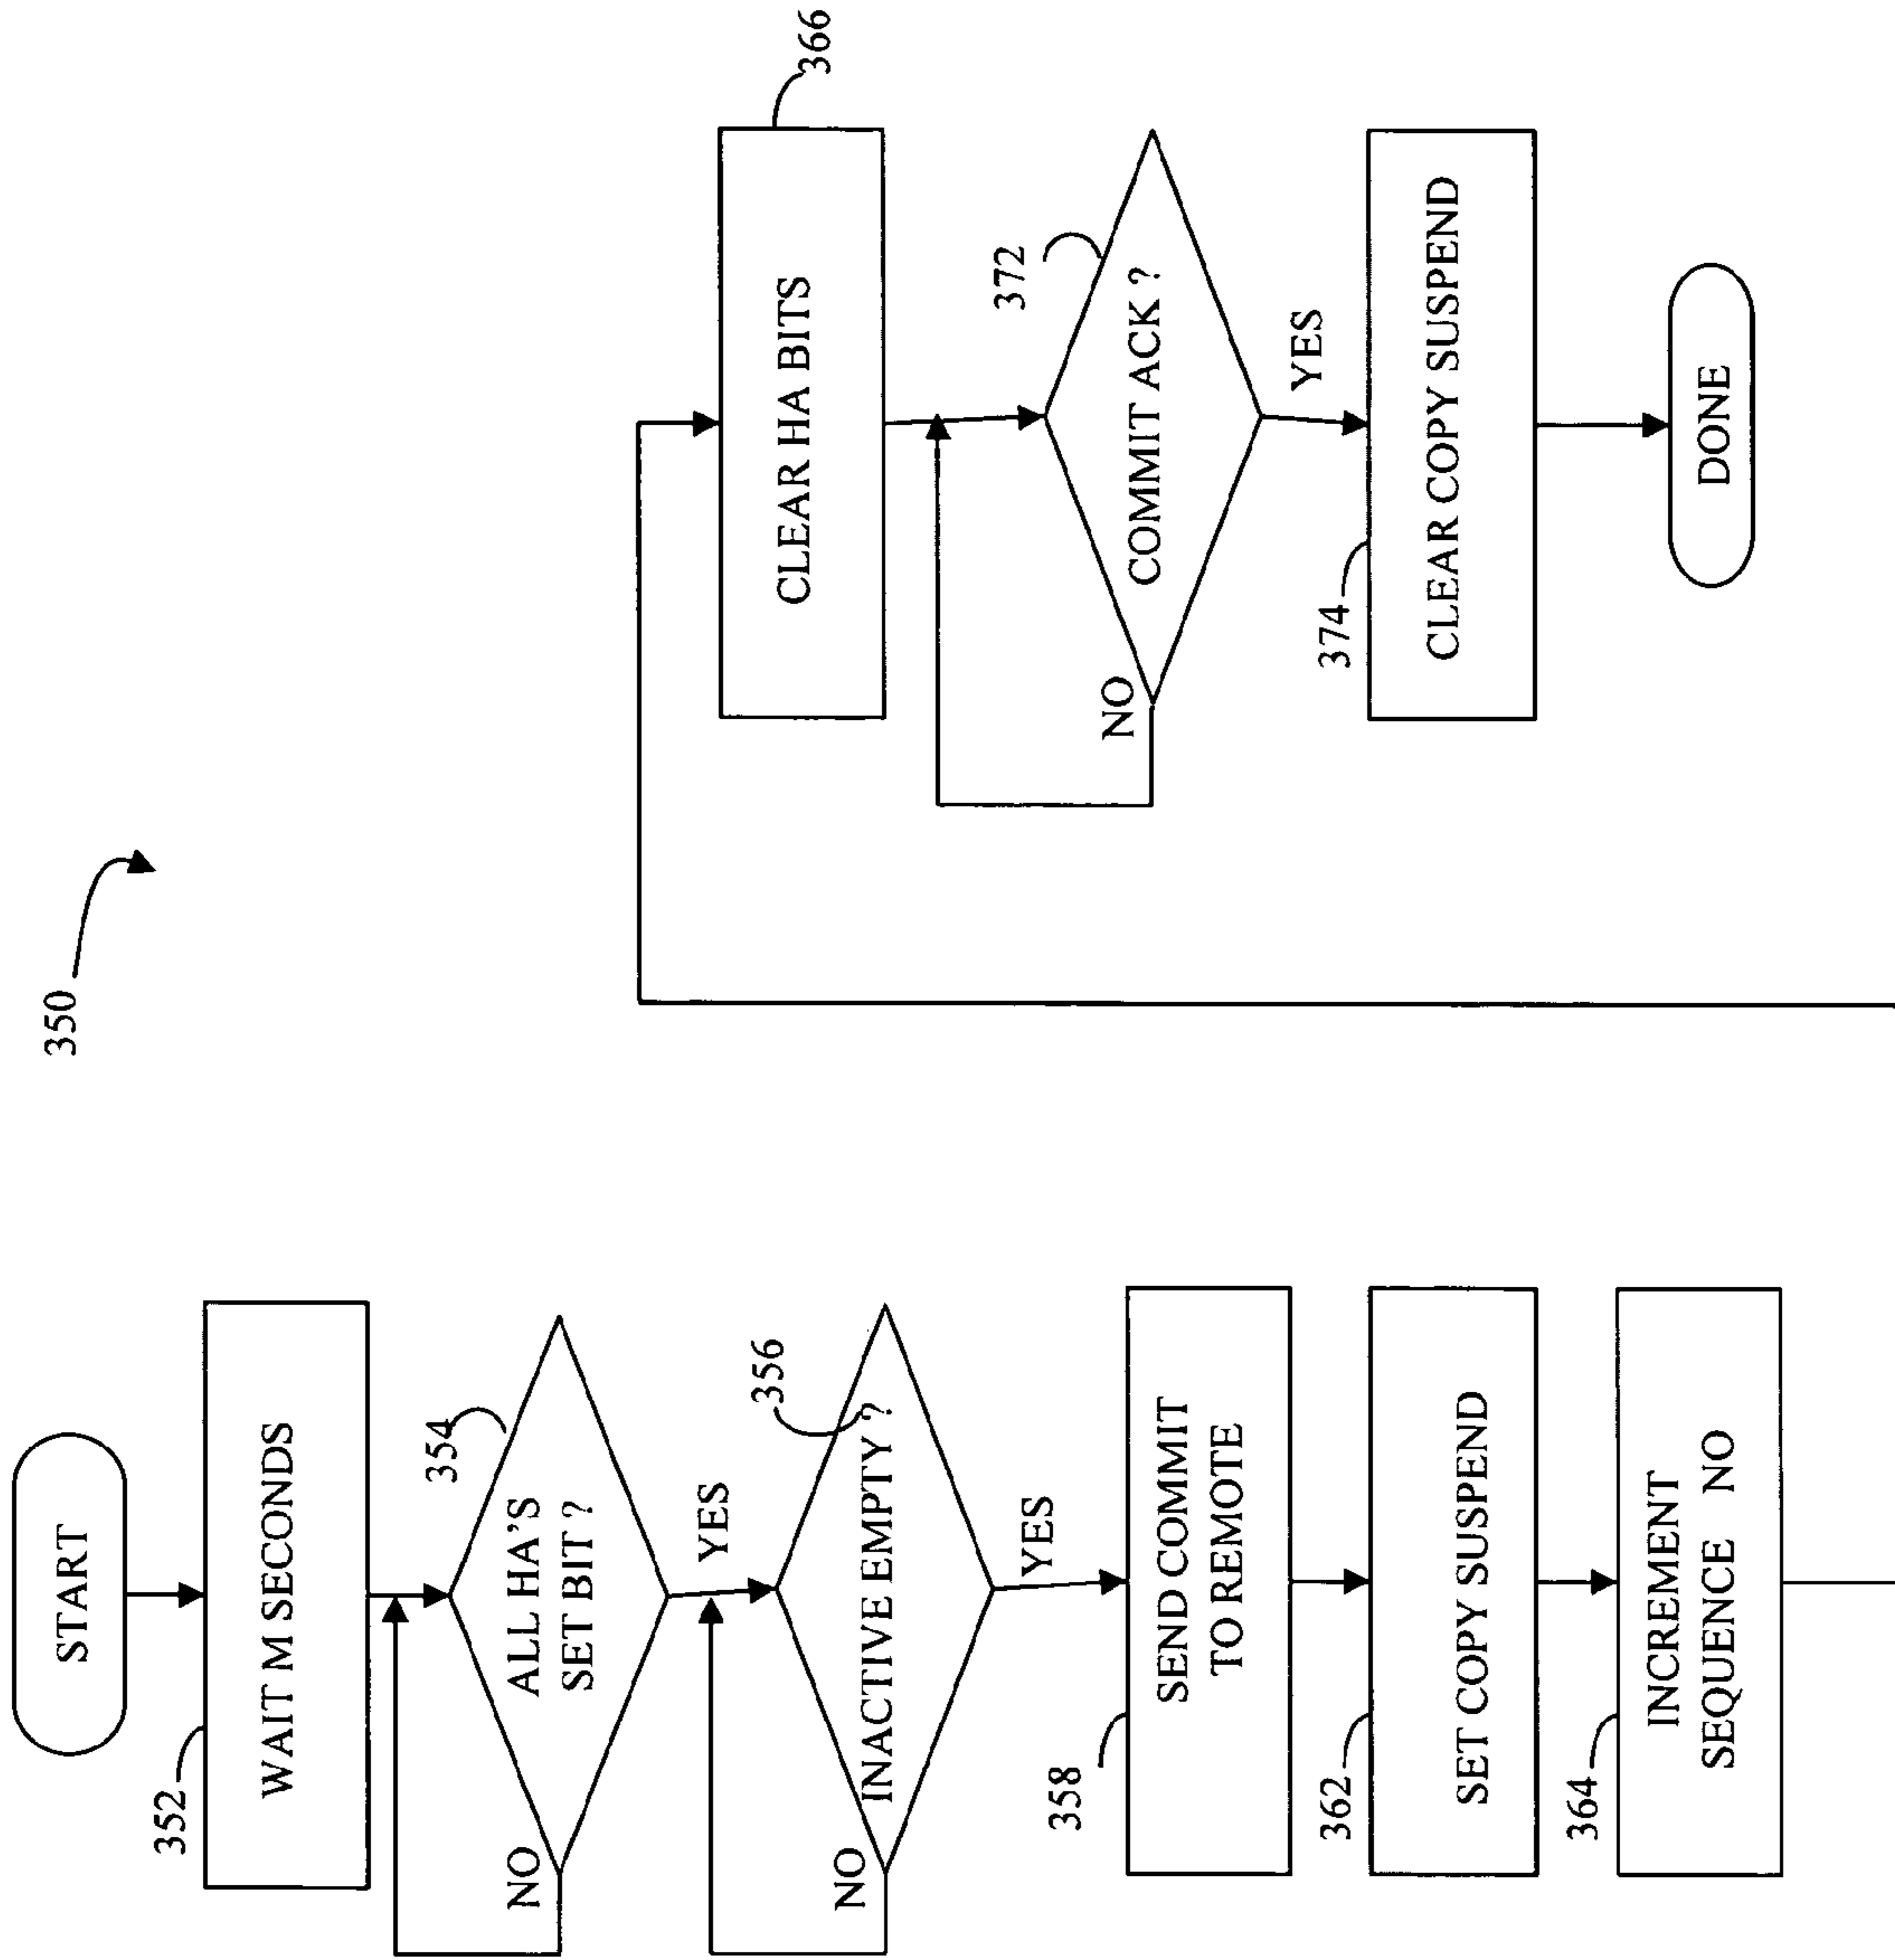 350
START
352
WAIT M SECONDS
354
ALL HA'S
SET BIT ?
NO
YES
356
INACTIVE EMPTY ?
NO
YES
358
SEND COMMIT
TO REMOTE
362
SET COPY SUSPEND
364
INCREMENT
SEQUENCE NO
366
CLEAR HA BITS
372
COMMIT ACK ?
NO
YES
374
CLEAR COPY SUSPEND
DONE